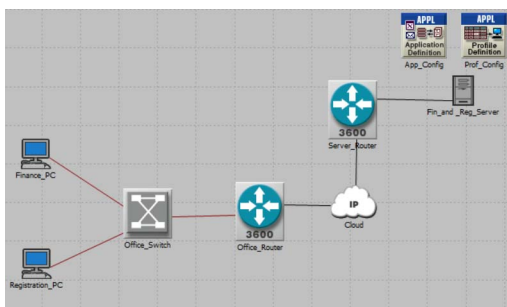 APPL
Application
Definition
App_Config
APPL
Profile
Definition
Prof_Config
Fin_and _Reg_Server
3600
Server_Router
Finance_PC
IP
Cloud
Office_Switch
3600
Office_Router
Registration_PC